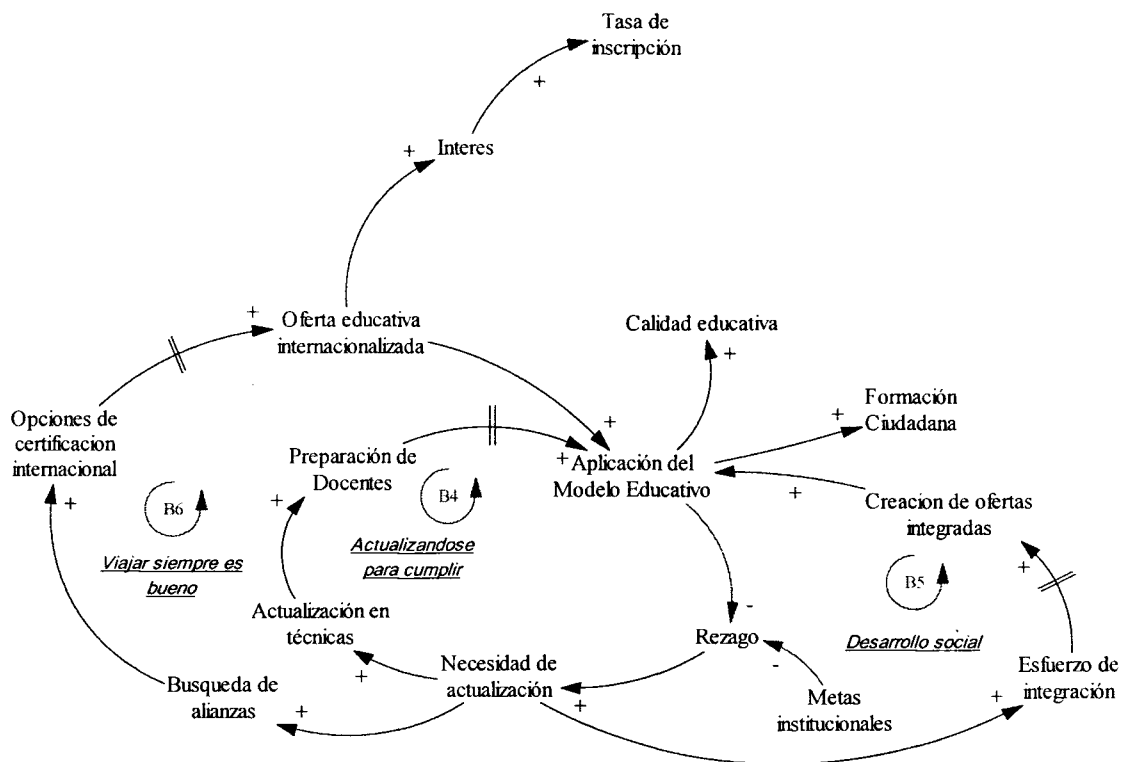 Tasa de
inscripción
+
+
Interes
+
Oferta educativa
internacionalizada
Calidad educativa
+
Opciones de
certificacion
internacional
+
Formación
Ciudadana
+
+
Preparación de
Docentes
+
Aplicación del
Modelo Educativo
+
Creacion de ofertas
integradas
+
B6
Viajar siempre es
bueno
+
B4
Actualizandose
para cumplir
B5
Desarrollo social
+
Actualización en
técnicas
+
-
Rezago
-
Necesidad de
actualización
+
Metas
institucionales
Esfuerzo de
integración
+
Busqueda de
alianzas
+